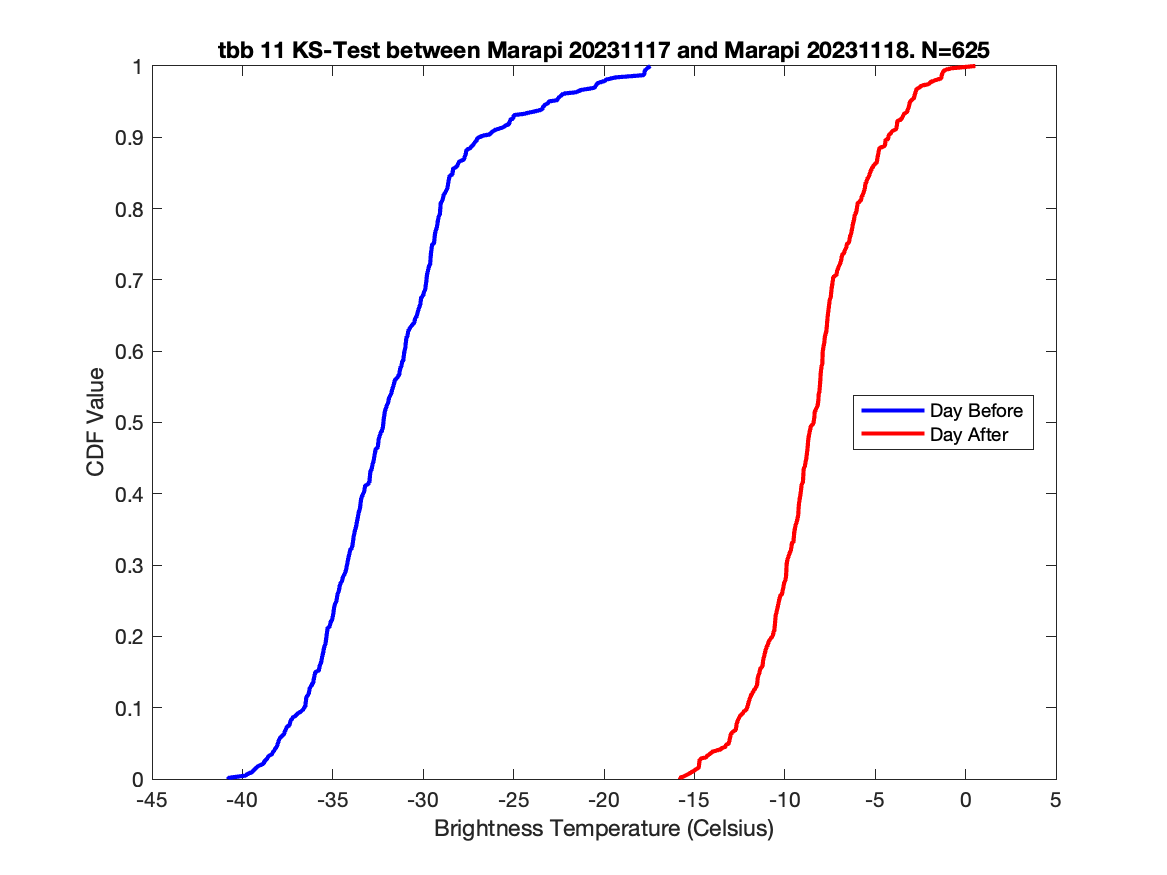 tbb 11 KS-Test between Marapi 20231117 and Marapi 20231118. N=625
1
0.9
0.8
0.7
0.6
0.5
0.4
0.3
0.2
0.1
0
CDF Value
Day Before
Day After
-45 -40 -35 -30 -25 -20 -15 -10 -5 0 5
Brightness Temperature (Celsius)